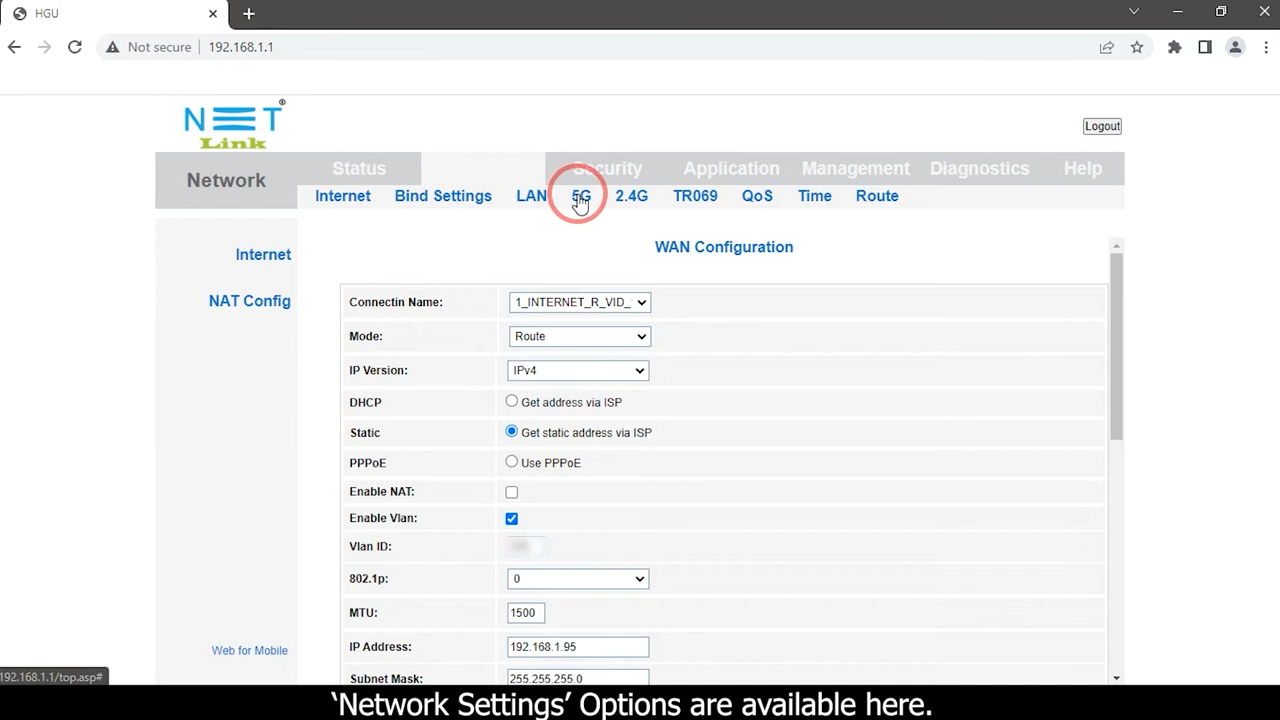 HGU
Not secure
192.168.1.1
NET
Link
®
Logout
Network
Status
Security
Application
Management
Diagnostics
Help
Internet
Bind Settings
LAN
5G
2.4G
TR069
QoS
Time
Route
Internet
NAT Config
Web for Mobile
WAN Configuration
Connectin Name: 1_INTERNET_R_VID_
Mode: Route
IP Version: IPv4
DHCP Get address via ISP
Static Get static address via ISP
PPPoE Use PPPoE
Enable NAT:
Enable Vlan:
Vlan ID:
802.1p: 0
MTU: 1500
IP Address: 192.168.1.95
Subnet Mask: 255.255.255.0
192.168.1.1/top.asp#
‘Network Settings’ Options are available here.